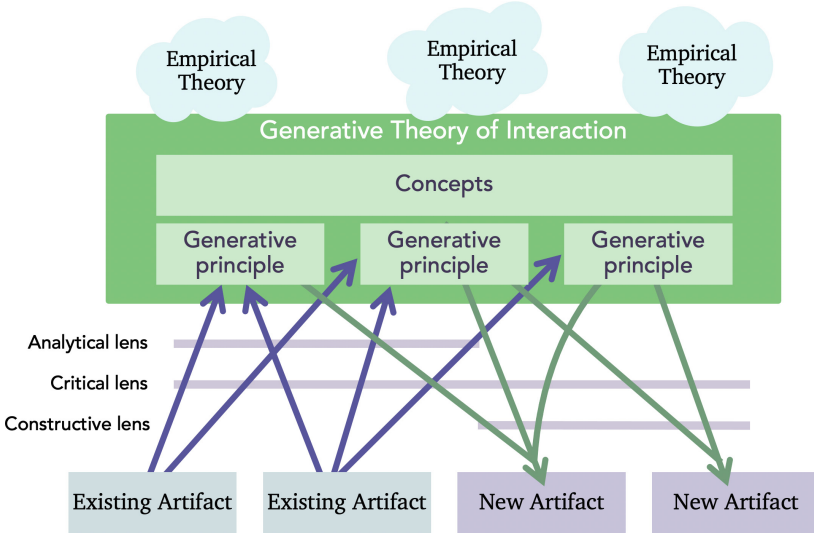 Empirical
Theory
Empirical
Theory
Empirical
Theory
Generative Theory of Interaction
Concepts
Generative
principle
Generative
principle
Generative
principle
Analytical lens
Critical lens
Constructive lens
Existing Artifact
Existing Artifact
New Artifact
New Artifact